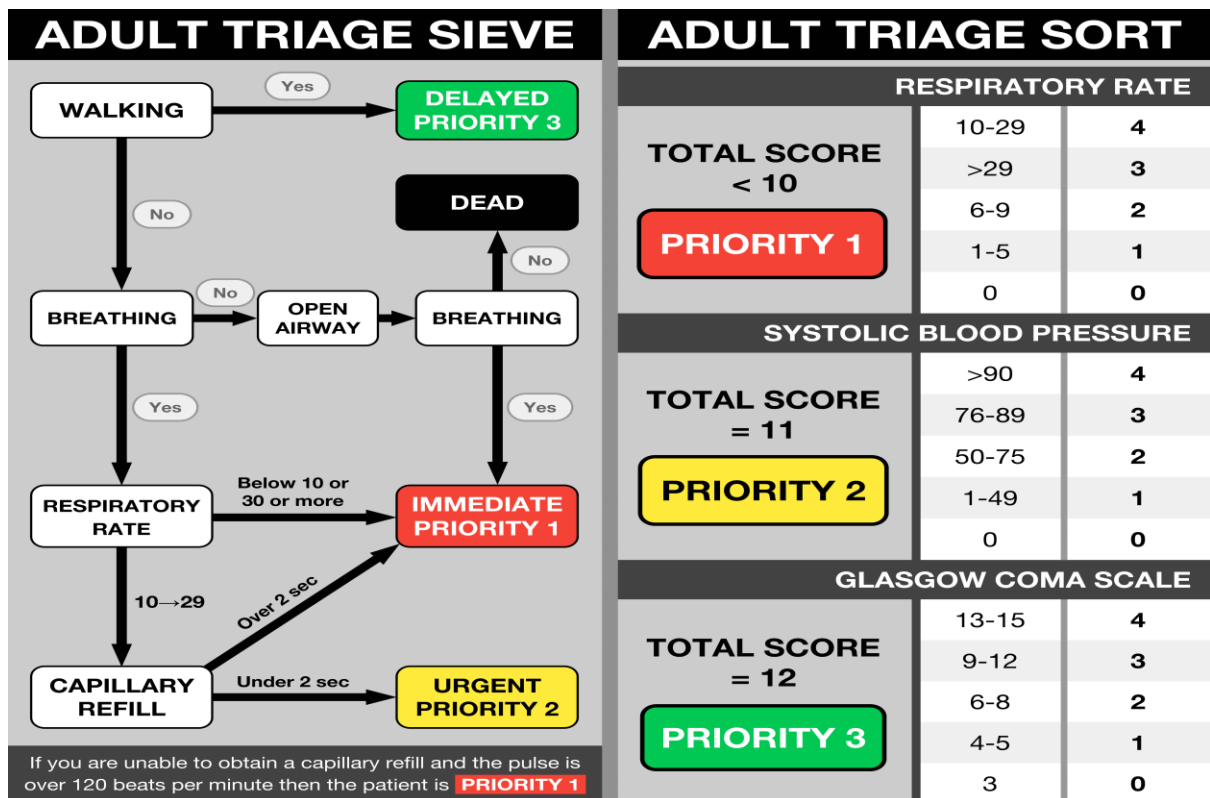 ADULT TRIAGE SIEVE
WALKING
Yes
DELAYED
PRIORITY 3
No
DEAD
No
BREATHING
No
OPEN
AIRWAY
BREATHING
Yes
Yes
RESPIRATORY
RATE
Below 10 or
30 or more
IMMEDIATE
PRIORITY 1
10→29
Over 2 sec
CAPILLARY
REFILL
Under 2 sec
URGENT
PRIORITY 2
If you are unable to obtain a capillary refill and the pulse is
over 120 beats per minute then the patient is PRIORITY 1
ADULT TRIAGE SORT
RESPIRATORY RATE
TOTAL SCORE
< 10
PRIORITY 1
10-29 4
>29 3
6-9 2
1-5 1
0 0
SYSTOLIC BLOOD PRESSURE
TOTAL SCORE
= 11
PRIORITY 2
>90 4
76-89 3
50-75 2
1-49 1
0 0
GLASGOW COMA SCALE
TOTAL SCORE
= 12
PRIORITY 3
13-15 4
9-12 3
6-8 2
4-5 1
3 0